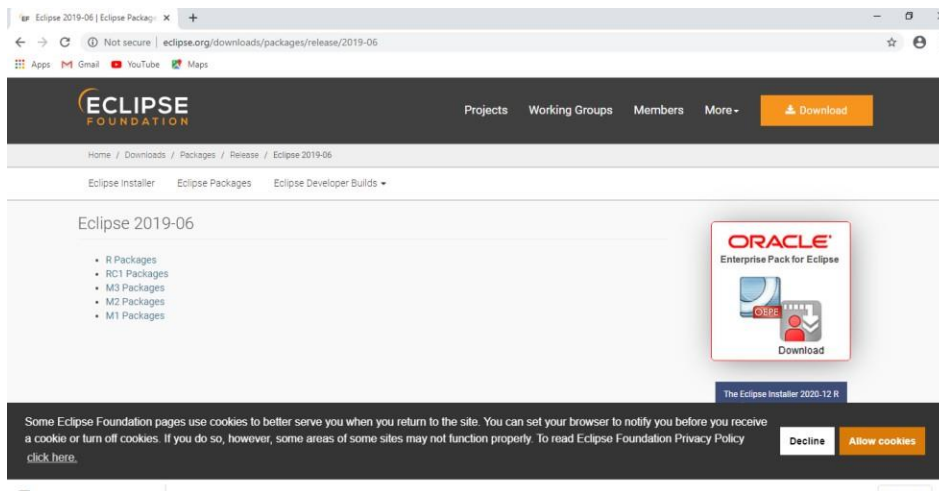 Eclipse 2019-06 | Eclipse Packag
Not secure | eclipse.org/downloads/packages/release/2019-06
Apps Gmail YouTube Maps
ECLIPSE
FOUNDATION
Projects Working Groups Members More Download
Home / Downloads / Packages / Release / Eclipse 2019-06
Eclipse Installer Eclipse Packages Eclipse Developer Builds
Eclipse 2019-06
R Packages
RC1 Packages
M3 Packages
M2 Packages
M1 Packages
ORACLE
Enterprise Pack for Eclipse
OEPE
Download
The Eclipse Installer 2020-12 R
Some Eclipse Foundation pages use cookies to better serve you when you return to the site. You can set your browser to notify you before you receive
a cookie or turn off cookies. If you do so, however, some areas of some sites may not function properly. To read Eclipse Foundation Privacy Policy
click here.
Decline Allow cookies